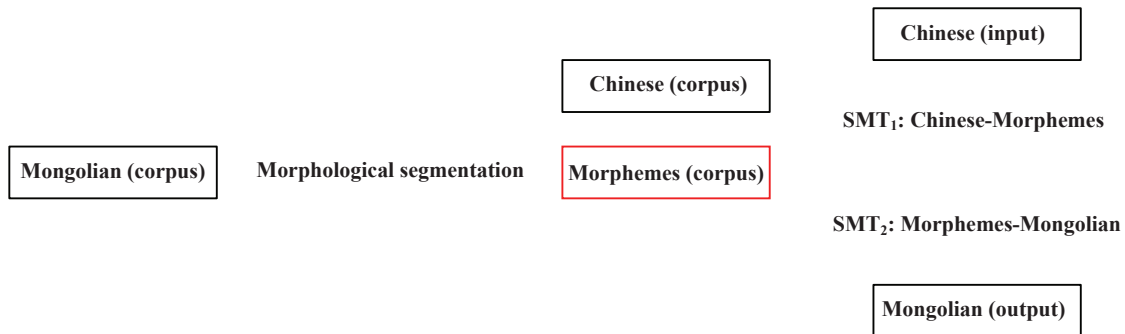 Chinese (input)
Chinese (corpus)
SMT₁: Chinese-Morphemes
Mongolian (corpus)
Morphological segmentation
Morphemes (corpus)
SMT₂: Morphemes-Mongolian
Mongolian (output)